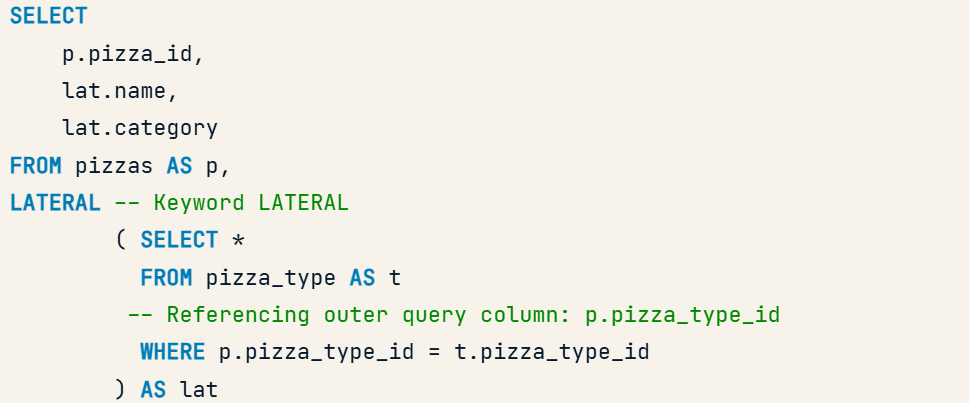 SELECT
p.pizza_id,
lat.name,
lat.category
FROM pizzas AS p,
LATERAL -- Keyword LATERAL
( SELECT *
FROM pizza_type AS t
-- Referencing outer query column: p.pizza_type_id
WHERE p.pizza_type_id = t.pizza_type_id
) AS lat